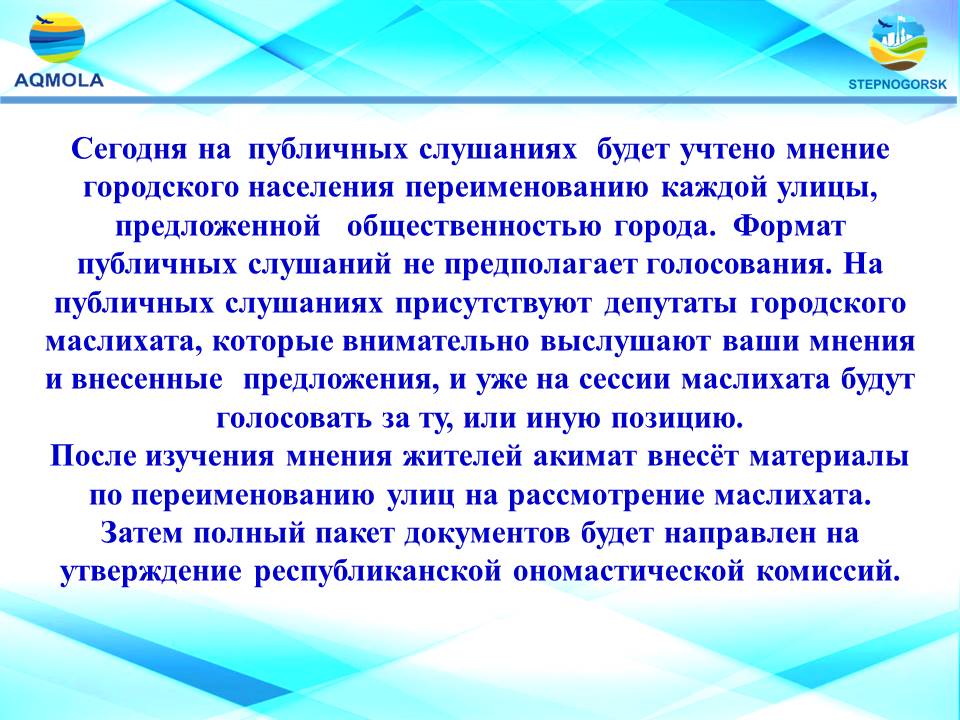 AQMOLA
STEPNOGORSK
Сегодня на публичных слушаниях будет учтено мнение
городского населения переименованию каждой улицы,
предложенной общественностью города. Формат
публичных слушаний не предполагает голосования. На
публичных слушаниях присутствуют депутаты городского
маслихата, которые внимательно выслушают ваши мнения
и внесенные предложения, и уже на сессии маслихата будут
голосовать за ту, или иную позицию.
После изучения мнения жителей акимат внесёт материалы
по переименованию улиц на рассмотрение маслихата.
Затем полный пакет документов будет направлен на
утверждение республиканской ономастической комиссий.